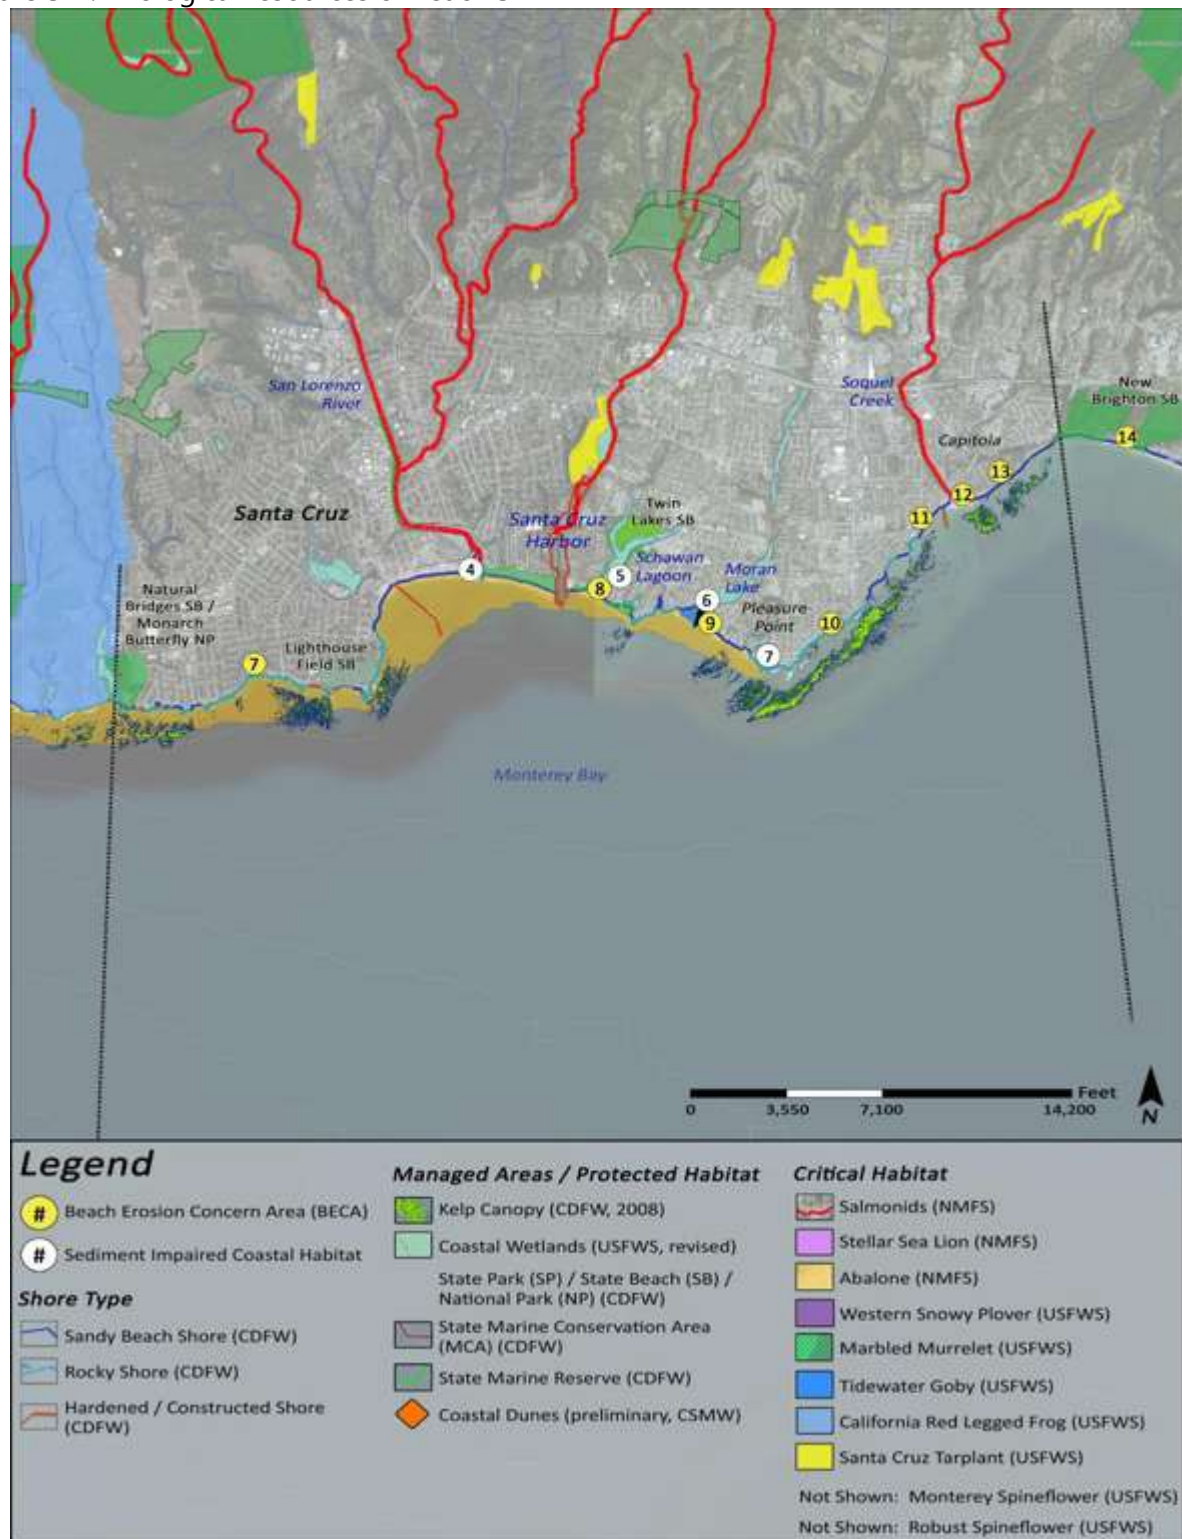 San Lorenzo
River
Soquel
Creek
New
Brighton SB
14
Capitola
13
12
11
Santa Cruz
Santa Cruz
Harbor
Twin
Lakes SB
4
5
Schawan
Lagoon
8
Moran
Lake
6
9
Pleasure
Point
10
7
Natural
Bridges SB /
Monarch
Butterfly NP
Lighthouse
Field SB
7
Monterey Bay
Feet
0 3,550 7,100 14,200
N
Legend
# Beach Erosion Concern Area (BECA)
# Sediment Impaired Coastal Habitat
Shore Type
Sandy Beach Shore (CDFW)
Rocky Shore (CDFW)
Hardened / Constructed Shore
(CDFW)
Managed Areas / Protected Habitat
Kelp Canopy (CDFW, 2008)
Coastal Wetlands (USFWS, revised)
State Park (SP) / State Beach (SB) /
National Park (NP) (CDFW)
State Marine Conservation Area
(MCA) (CDFW)
State Marine Reserve (CDFW)
Coastal Dunes (preliminary, CSMW)
Critical Habitat
Salmonids (NMFS)
Stellar Sea Lion (NMFS)
Abalone (NMFS)
Western Snowy Plover (USFWS)
Marbled Murrelet (USFWS)
Tidewater Goby (USFWS)
California Red Legged Frog (USFWS)
Santa Cruz Tarplant (USFWS)
Not Shown: Monterey Spineflower (USFWS)
Not Shown: Robust Spineflower (USFWS)